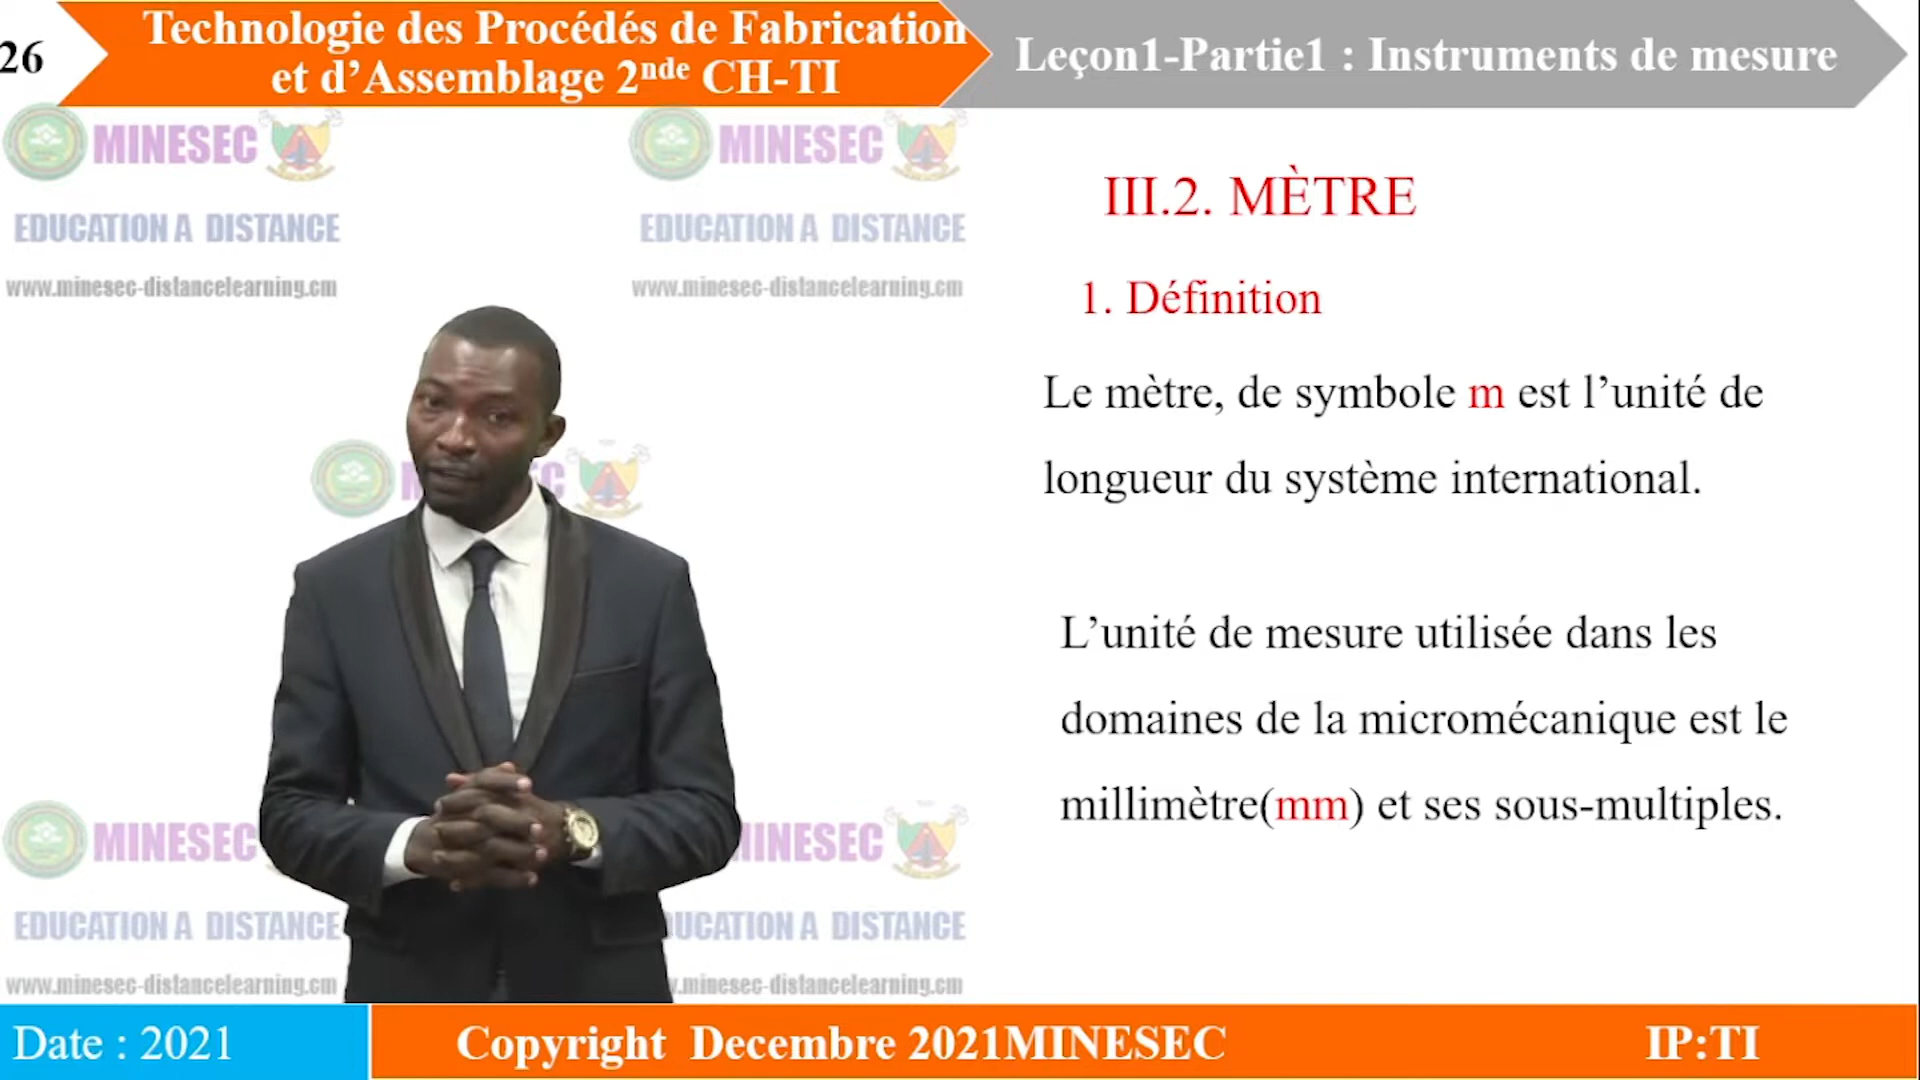 26
Technologie des Procédés de Fabrication
et d’Assemblage 2nde CH-TI
Leçon1-Partie1 : Instruments de mesure
MINESEC
MINESEC
EDUCATION A DISTANCE
EDUCATION A DISTANCE
www.minesec-distancelearning.cm
www.minesec-distancelearning.cm
III.2. MÈTRE
1. Définition
Le mètre, de symbole m est l’unité de
longueur du système international.
L’unité de mesure utilisée dans les
domaines de la micromécanique est le
millimètre(mm) et ses sous-multiples.
MINESEC
MINESEC
EDUCATION A DISTANCE
EDUCATION A DISTANCE
www.minesec-distancelearning.cm
.minesec-distancelearning.cm
Date : 2021
Copyright Decembre 2021MINESEC
IP:TI